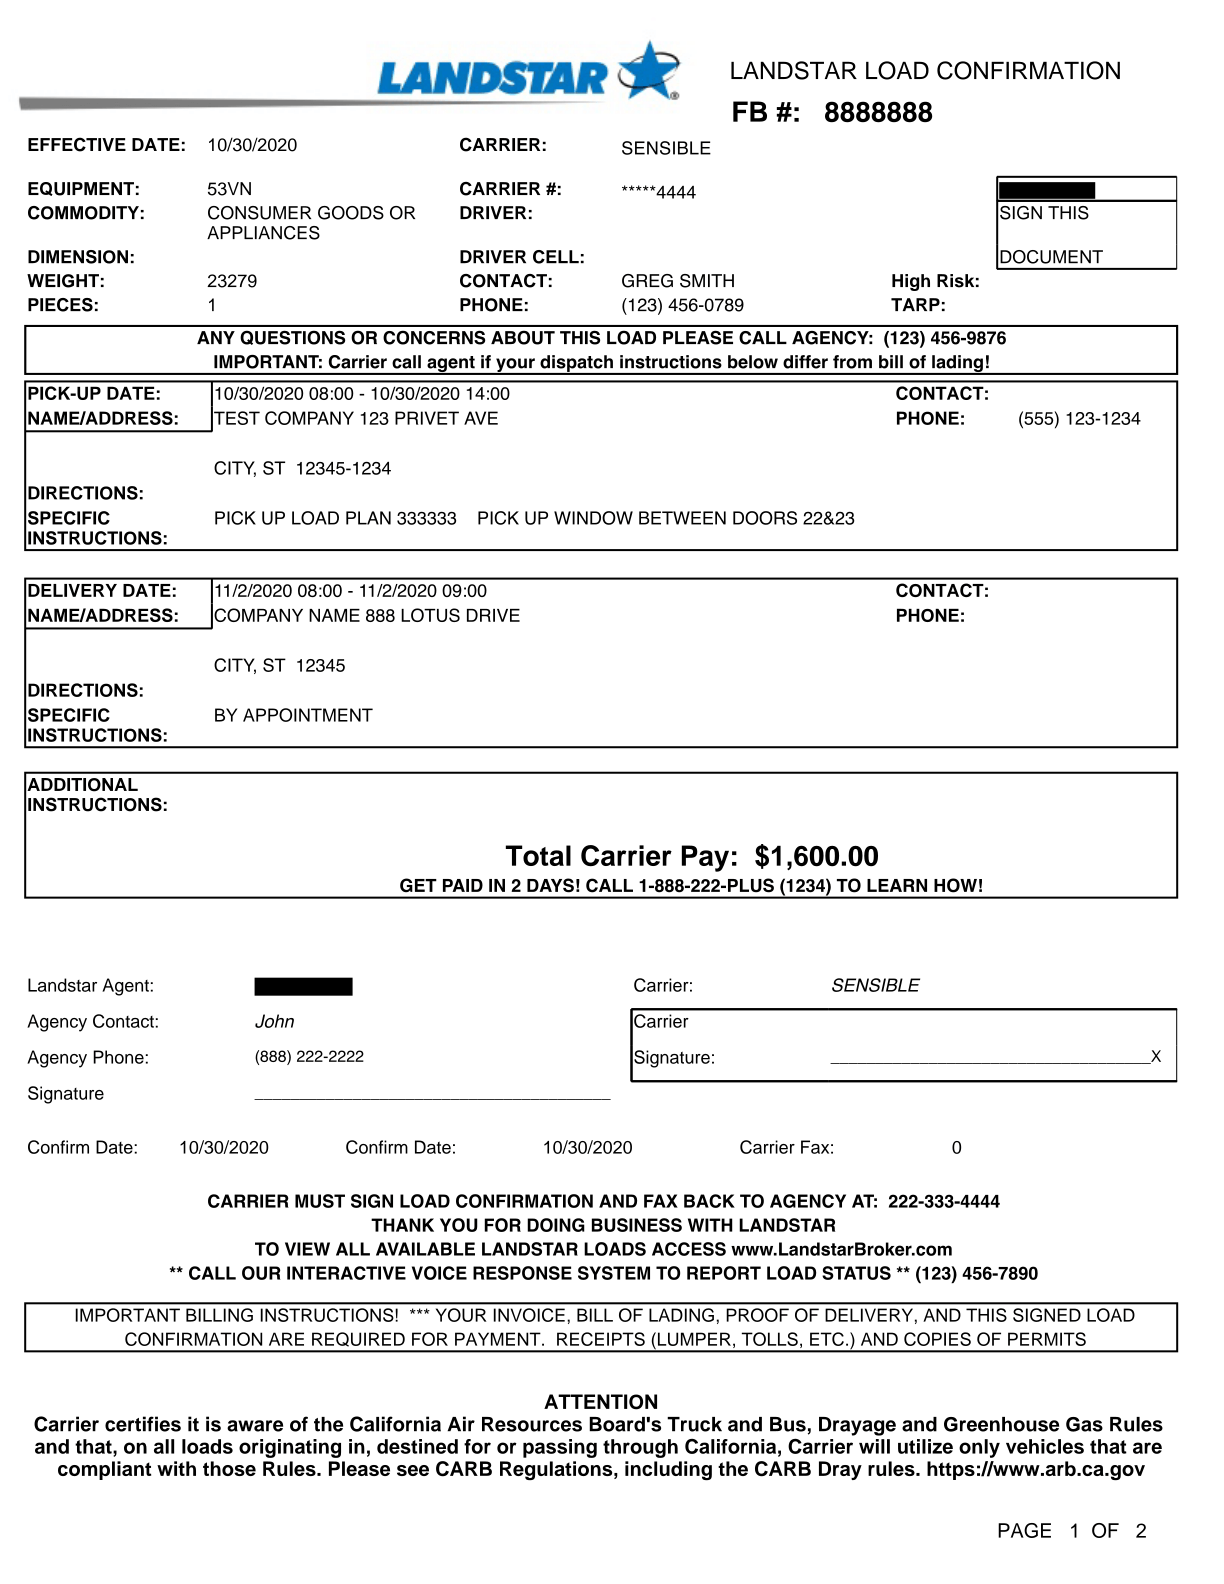 LANDSTAR ®
LANDSTAR LOAD CONFIRMATION
FB #: 8888888
EFFECTIVE DATE: 10/30/2020 CARRIER: SENSIBLE
EQUIPMENT: 53VN CARRIER #: *****4444
COMMODITY: CONSUMER GOODS OR DRIVER: SIGN THIS
APPLIANCES
DIMENSION: DRIVER CELL: DOCUMENT
WEIGHT: 23279 CONTACT: GREG SMITH High Risk:
PIECES: 1 PHONE: (123) 456-0789 TARP:
ANY QUESTIONS OR CONCERNS ABOUT THIS LOAD PLEASE CALL AGENCY: (123) 456-9876
IMPORTANT: Carrier call agent if your dispatch instructions below differ from bill of lading!
PICK-UP DATE: 10/30/2020 08:00 - 10/30/2020 14:00 CONTACT:
NAME/ADDRESS: TEST COMPANY 123 PRIVET AVE PHONE: (555) 123-1234
CITY, ST 12345-1234
DIRECTIONS:
SPECIFIC PICK UP LOAD PLAN 333333 PICK UP WINDOW BETWEEN DOORS 22&23
INSTRUCTIONS:
DELIVERY DATE: 11/2/2020 08:00 - 11/2/2020 09:00 CONTACT:
NAME/ADDRESS: COMPANY NAME 888 LOTUS DRIVE PHONE:
CITY, ST 12345
DIRECTIONS:
SPECIFIC BY APPOINTMENT
INSTRUCTIONS:
ADDITIONAL
INSTRUCTIONS:
Total Carrier Pay: $1,600.00
GET PAID IN 2 DAYS! CALL 1-888-222-PLUS (1234) TO LEARN HOW!
Landstar Agent: Carrier: SENSIBLE
Agency Contact: John Carrier
Agency Phone: (888) 222-2222 Signature: ____________________________________X
Signature ________________________________________
Confirm Date: 10/30/2020 Confirm Date: 10/30/2020 Carrier Fax: 0
CARRIER MUST SIGN LOAD CONFIRMATION AND FAX BACK TO AGENCY AT: 222-333-4444
THANK YOU FOR DOING BUSINESS WITH LANDSTAR
TO VIEW ALL AVAILABLE LANDSTAR LOADS ACCESS www.LandstarBroker.com
** CALL OUR INTERACTIVE VOICE RESPONSE SYSTEM TO REPORT LOAD STATUS ** (123) 456-7890
IMPORTANT BILLING INSTRUCTIONS! *** YOUR INVOICE, BILL OF LADING, PROOF OF DELIVERY, AND THIS SIGNED LOAD
CONFIRMATION ARE REQUIRED FOR PAYMENT. RECEIPTS (LUMPER, TOLLS, ETC.) AND COPIES OF PERMITS
ATTENTION
Carrier certifies it is aware of the California Air Resources Board's Truck and Bus, Drayage and Greenhouse Gas Rules
and that, on all loads originating in, destined for or passing through California, Carrier will utilize only vehicles that are
compliant with those Rules. Please see CARB Regulations, including the CARB Dray rules. https://www.arb.ca.gov
PAGE 1 OF 2